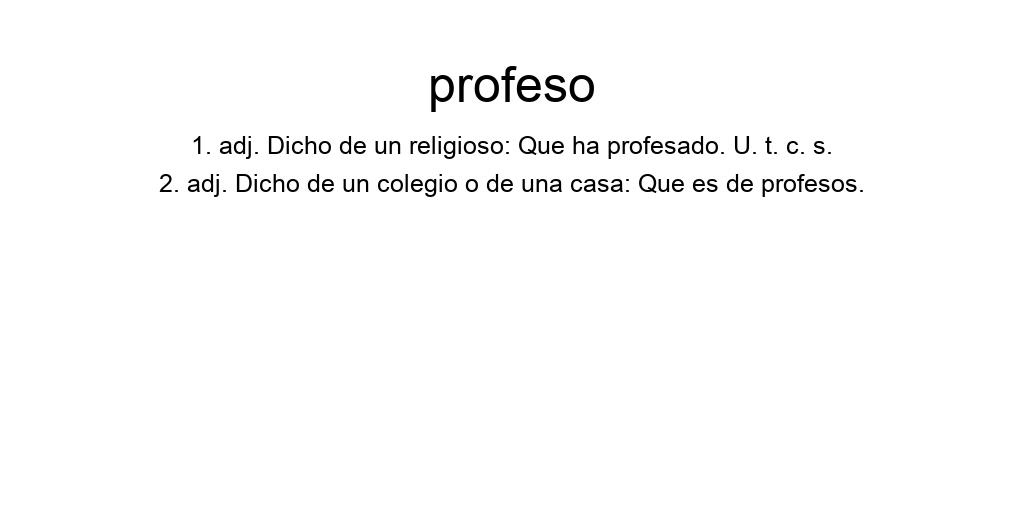 profeso
1. adj. Dicho de un religioso: Que ha profesado. U. t. c. s.
2. adj. Dicho de un colegio o de una casa: Que es de profesos.